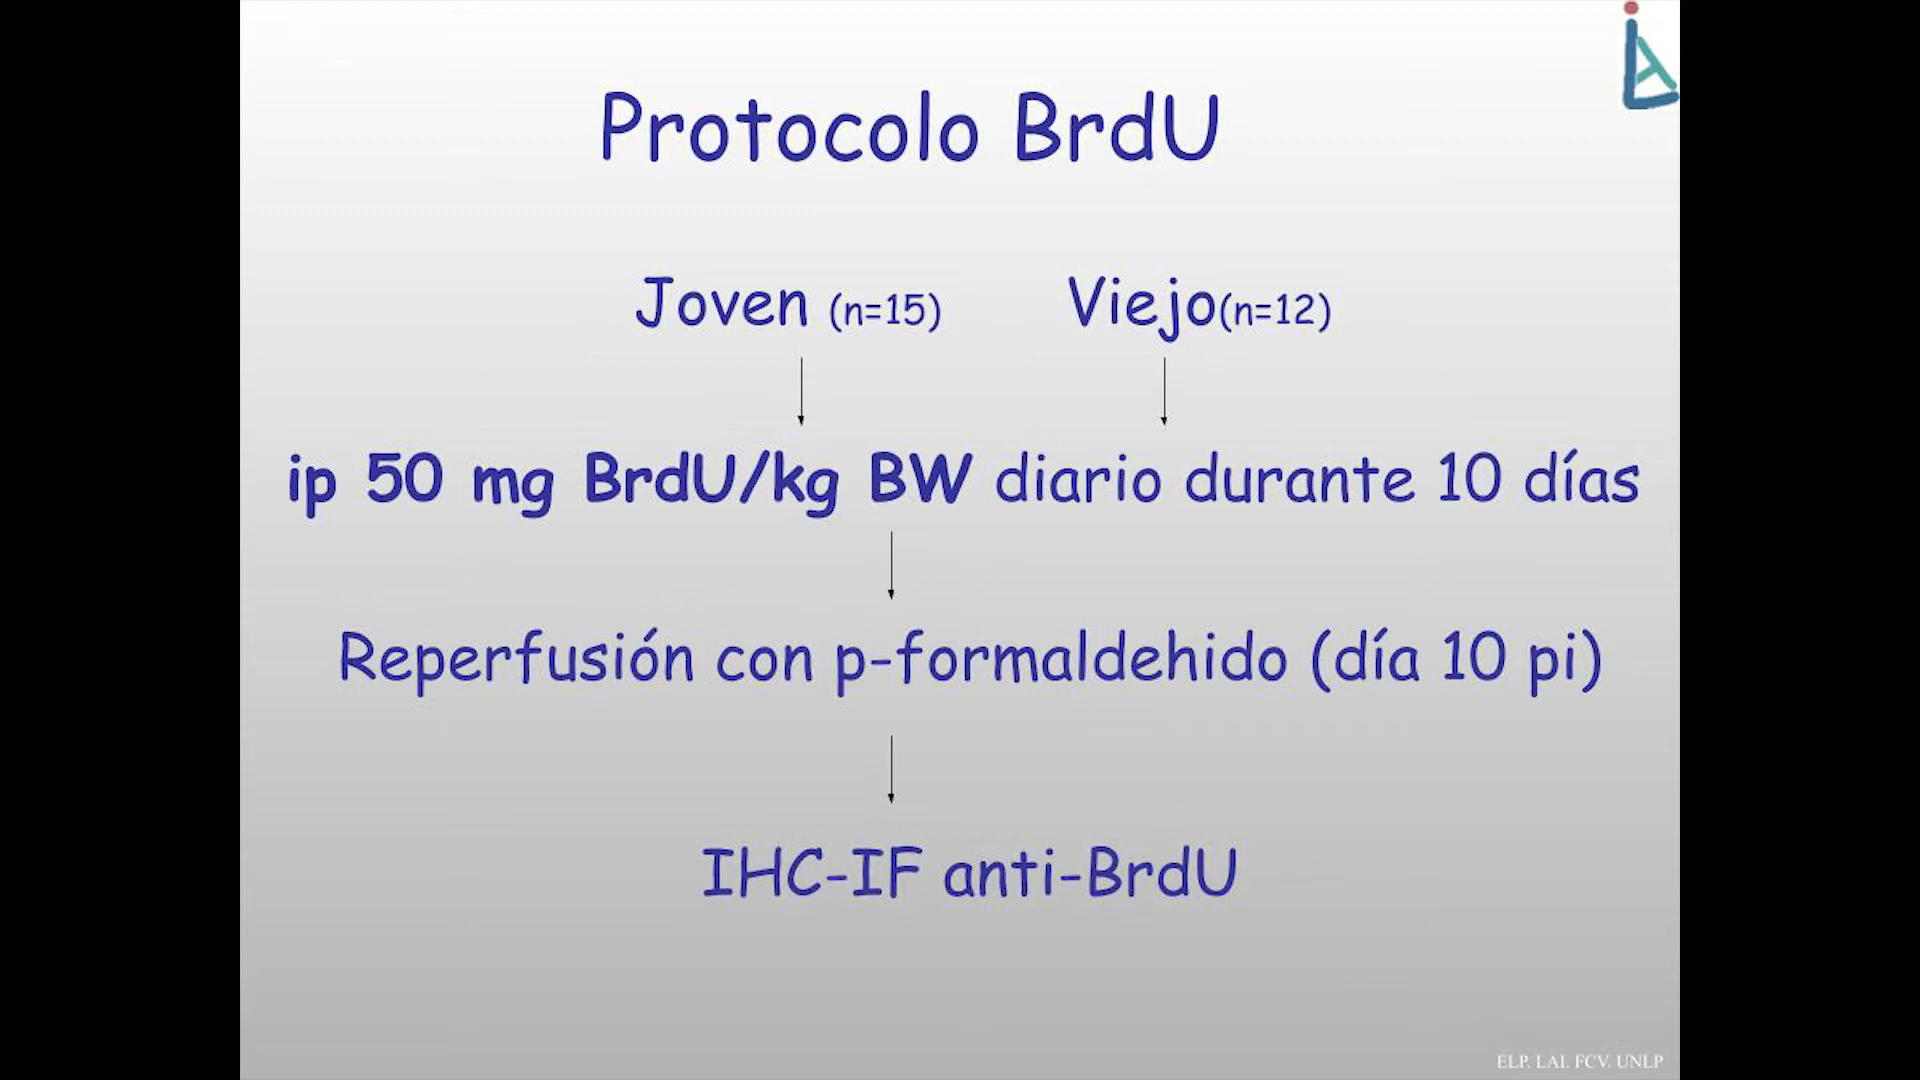 Protocolo BrdU
Joven (n=15) Viejo(n=12)
ip 50 mg BrdU/kg BW diario durante 10 días
Reperfusión con p-formaldehido (día 10 pi)
IHC-IF anti-BrdU
ELP. LAI. FCV. UNLP